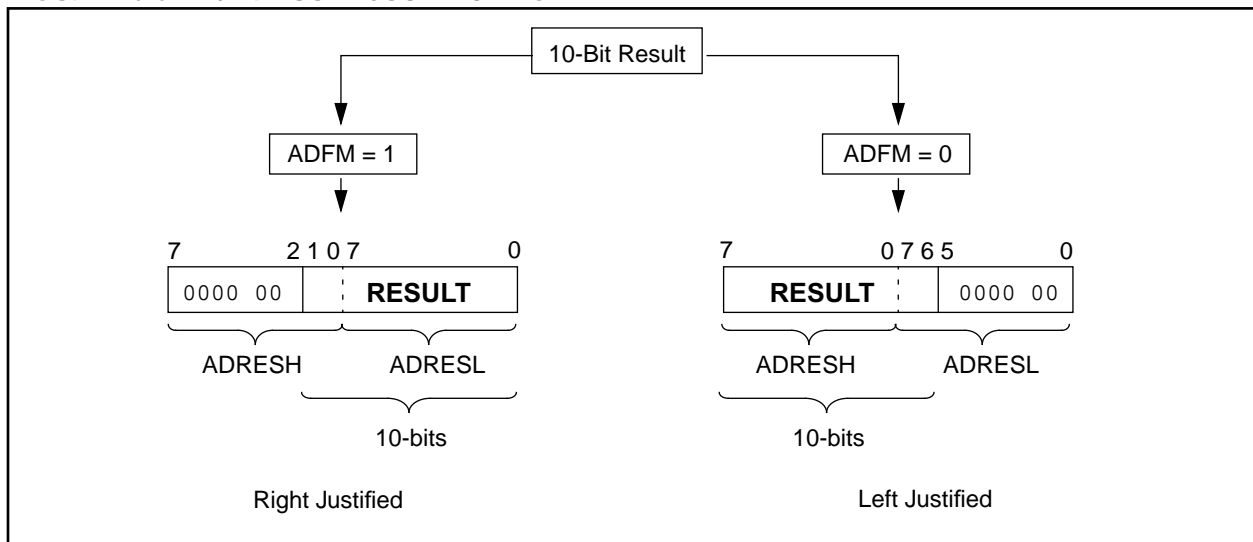 10-Bit Result
ADFM = 1
ADFM = 0
7 2 1 0 7 0
7 0 7 6 5 0
0000 00 RESULT
RESULT 0000 00
ADRESH ADRESL
ADRESH ADRESL
10-bits
10-bits
Right Justified
Left Justified